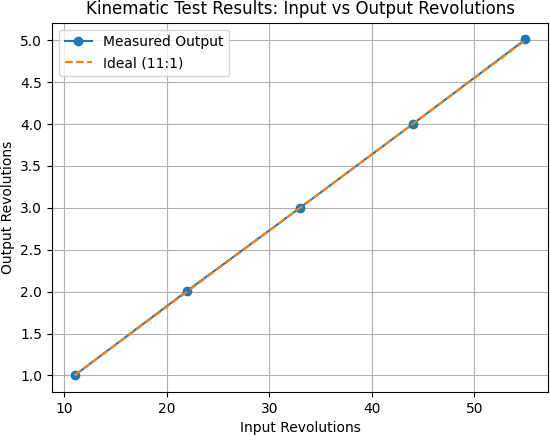 Kinematic Test Results: Input vs Output Revolutions
Measured Output
Ideal (11:1)
5.0
4.5
4.0
3.5
3.0
2.5
2.0
1.5
1.0
Output Revolutions
10 20 30 40 50
Input Revolutions